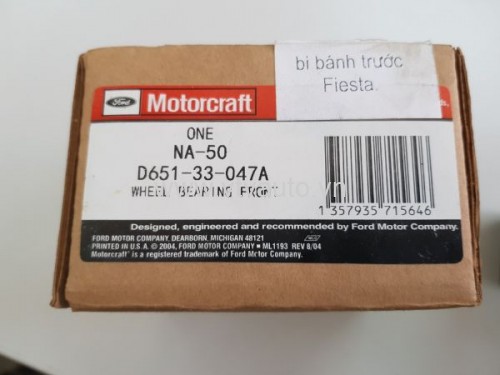 bi bánh trước
Fiesta.
Ford Motorcraft
ONE
NA-50
D651-33-047A
WHEEL BEARING FRONT
1 357935 715646
Designed, engineered and recommended by Ford Motor Company.
FORD MOTOR COMPANY, DEARBORN, MICHIGAN 48121
PRINTED IN U.S.A. © 2004, FORD MOTOR COMPANY ■ ML1193 REV 8/04
Motorcraft® is a registered trademark of Ford Motor Company.